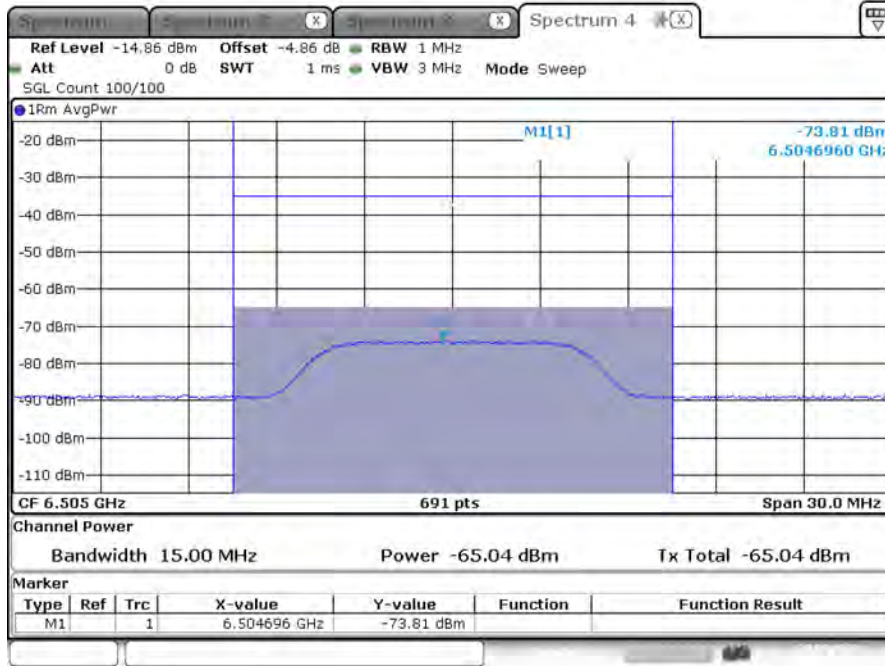 Spectrum 4 X
Ref Level -14.86 dBm Offset -4.86 dB RBW 1 MHz
Att 0 dB SWT 1 ms VBW 3 MHz Mode Sweep
SGL Count 100/100
1Rm AvgPwr
M1[1] -73.81 dBm
6.5046960 GHz
-20 dBm
-30 dBm
-40 dBm
-50 dBm
-60 dBm
-70 dBm
-80 dBm
-90 dBm
-100 dBm
-110 dBm
CF 6.505 GHz 691 pts Span 30.0 MHz
Channel Power
Bandwidth 15.00 MHz Power -65.04 dBm Tx Total -65.04 dBm
Marker
Type Ref Trc X-value Y-value Function Function Result
M1 1 6.504696 GHz -73.81 dBm